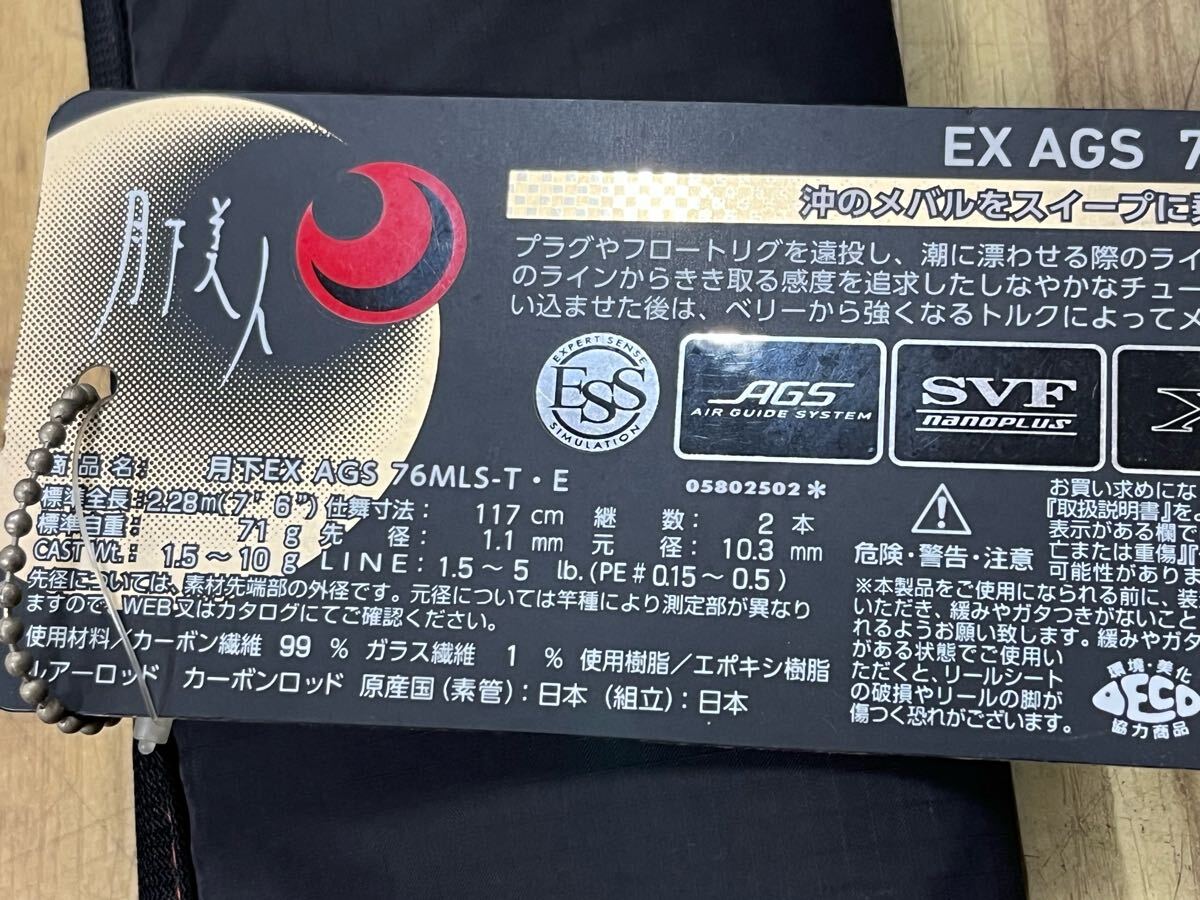 月下美人
EX AGS 7
沖のメバルをスイープに
プラグやフロートリグを遠投し、潮に漂わせる際のライ
のラインからきき取る感度を追求したしなやかなチュー
い込ませた後は、ベリーから強くなるトルクによってメ
EXPERT SENSE
ESS
SIMULATION
AGS
AIR GUIDE SYSTEM
SVF
nanoplus
X
商品名: 月下EX AGS 76MLS-T・E
05802502*
標準全長: 2.28m(7' 6") 仕舞寸法: 117 cm 継 数: 2 本
標準自重: 71 g 先 径: 1.1 mm 元 径: 10.3 mm
CAST Wt.: 1.5～10 g LINE: 1.5～5 lb.(PE#0.15～0.5)
先径については、素材先端部の外径です。元径については竿種により測定部が異なり
ますので、WEB又はカタログにてご確認ください。
使用材料/カーボン繊維 99 % ガラス繊維 1 % 使用樹脂/エポキシ樹脂
ルアーロッド カーボンロッド 原産国(素管):日本 (組立):日本
危険・警告・注意
お買い求めにな
『取扱説明書』を
表示がある欄で
亡または重傷』『
可能性がありま
※本製品をご使用になられる前に、装
いただき、緩みやガタつきがないこと
れるようお願い致します。緩みやガタ
がある状態でご使用い
ただくと、リールシート
の破損やリールの脚が
傷つく恐れがございます。
環境・美化
DECO
協力商品